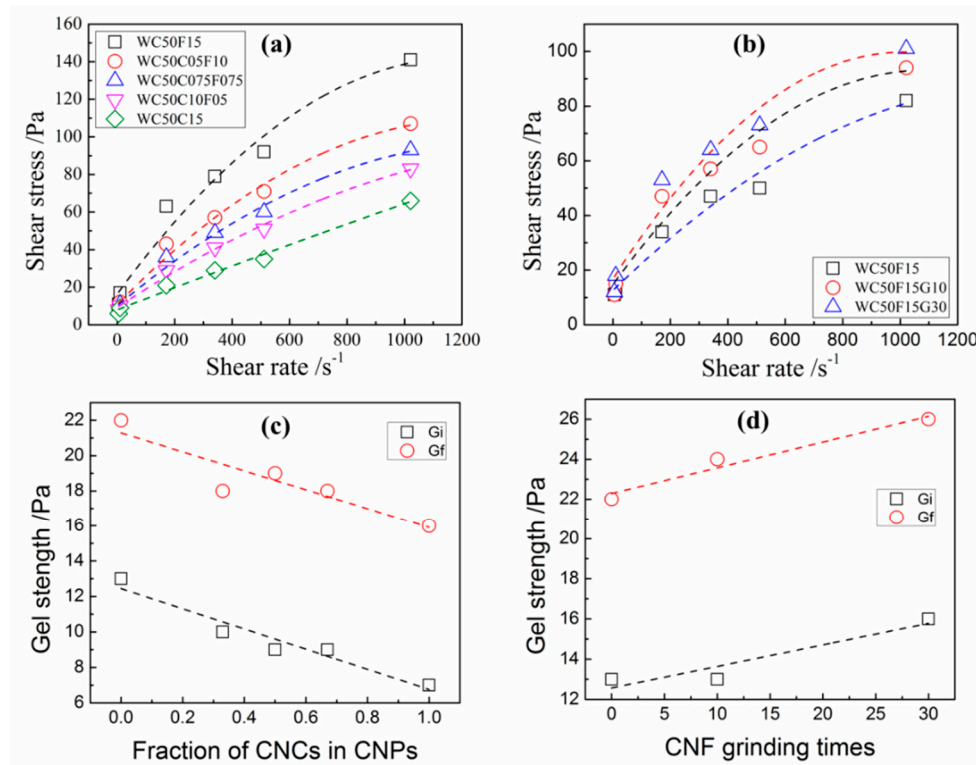 (a)
WC50F15
WC50C05F10
WC50C075F075
WC50C10F05
WC50C15
Shear stress/Pa
160
140
120
100
80
60
40
20
0
0 200 400 600 800 1000 1200
Shear rate /s-1
(b)
WC50F15
WC50F15G10
WC50F15G30
Shear stress/Pa
100
80
60
40
20
0
0 200 400 600 800 1000 1200
Shear rate /s-1
(c)
Gi
Gf
Gel stength /Pa
22
20
18
16
14
12
10
8
6
0.0 0.2 0.4 0.6 0.8 1.0
Fraction of CNCs in CNPs
(d)
Gi
Gf
Gel strength /Pa
26
24
22
20
18
16
14
12
0 5 10 15 20 25 30
CNF grinding times